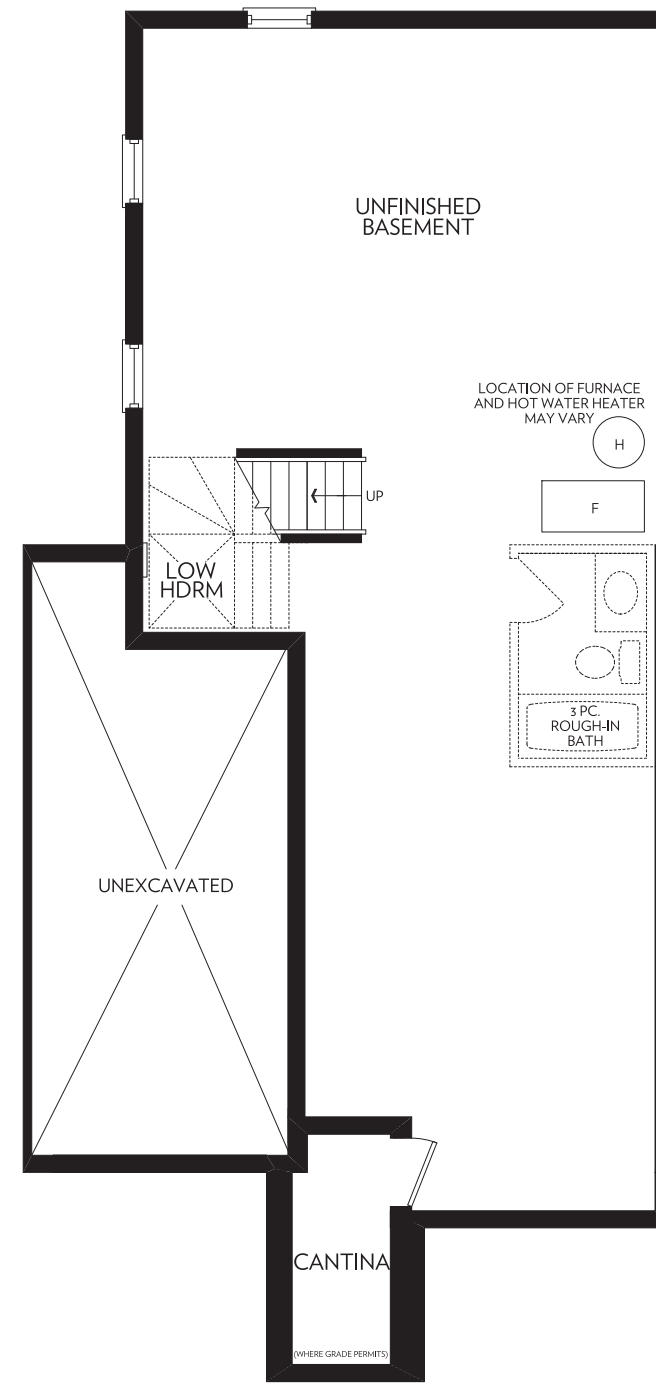 UNFINISHED
BASEMENT
LOCATION OF FURNACE
AND HOT WATER HEATER
MAY VARY
H
F
UP
LOW
HDRM
3 PC.
ROUGH-IN
BATH
UNEXCAVATED
CANTINA
(WHERE GRADE PERMITS)